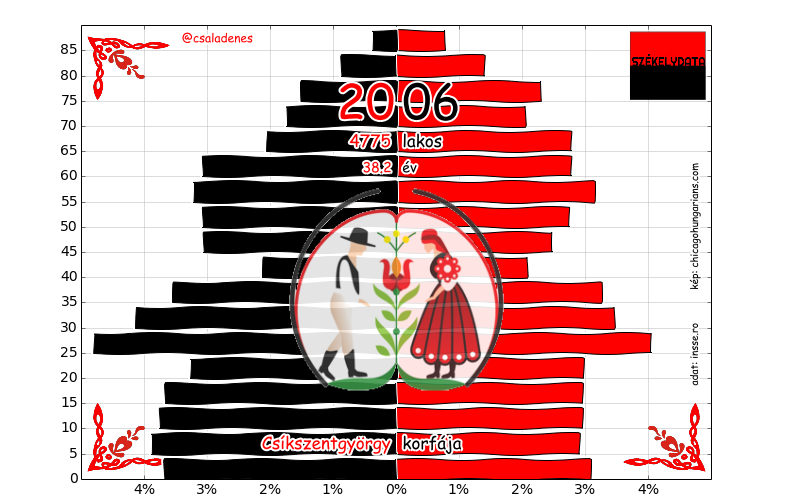 @csaladenes
SZÉKELYDATA
2006
4775 lakos
38.2 év
85
80
75
70
65
60
55
50
45
40
35
30
25
20
15
10
5
0
kép: chicagohungarians.com
adat: insse.ro
Csíkszentgyörgy korfája
4% 3% 2% 1% 0% 1% 2% 3% 4%